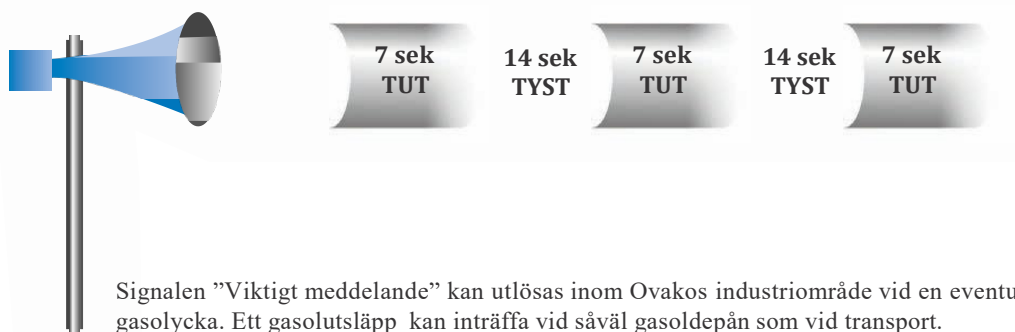 7 sek 14 sek 7 sek 14 sek 7 sek
TUT TYST TUT TYST TUT
Signalen ”Viktigt meddelande” kan utlösas inom Ovakos industriområde vid en
gasolycka. Ett gasolutsläpp kan inträffa vid såväl gasoldepån som vid transport.